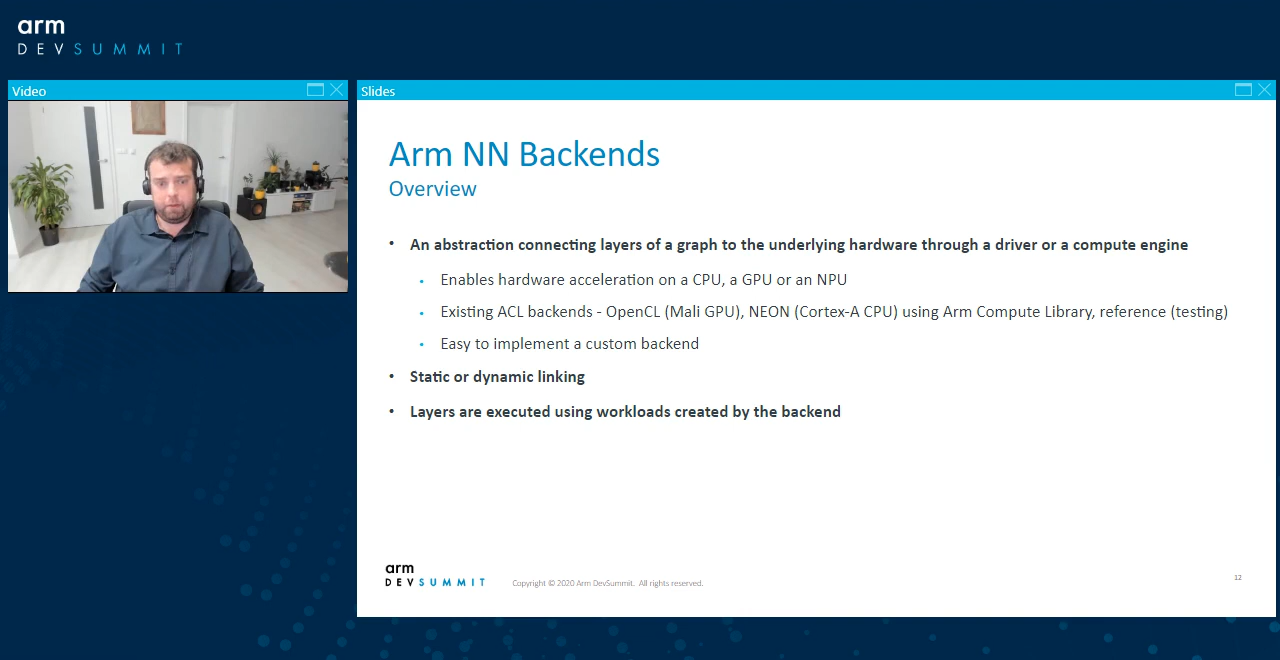 arm
DEVSUMMIT
Video
Slides
Arm NN Backends
Overview
• An abstraction connecting layers of a graph to the underlying hardware through a driver or a compute engine
• Enables hardware acceleration on a CPU, a GPU or an NPU
• Existing ACL backends - OpenCL (Mali GPU), NEON (Cortex-A CPU) using Arm Compute Library, reference (testing)
• Easy to implement a custom backend
• Static or dynamic linking
• Layers are executed using workloads created by the backend
arm
DEVSUMMIT
Copyright © 2020 Arm DevSummit. All rights reserved.
12